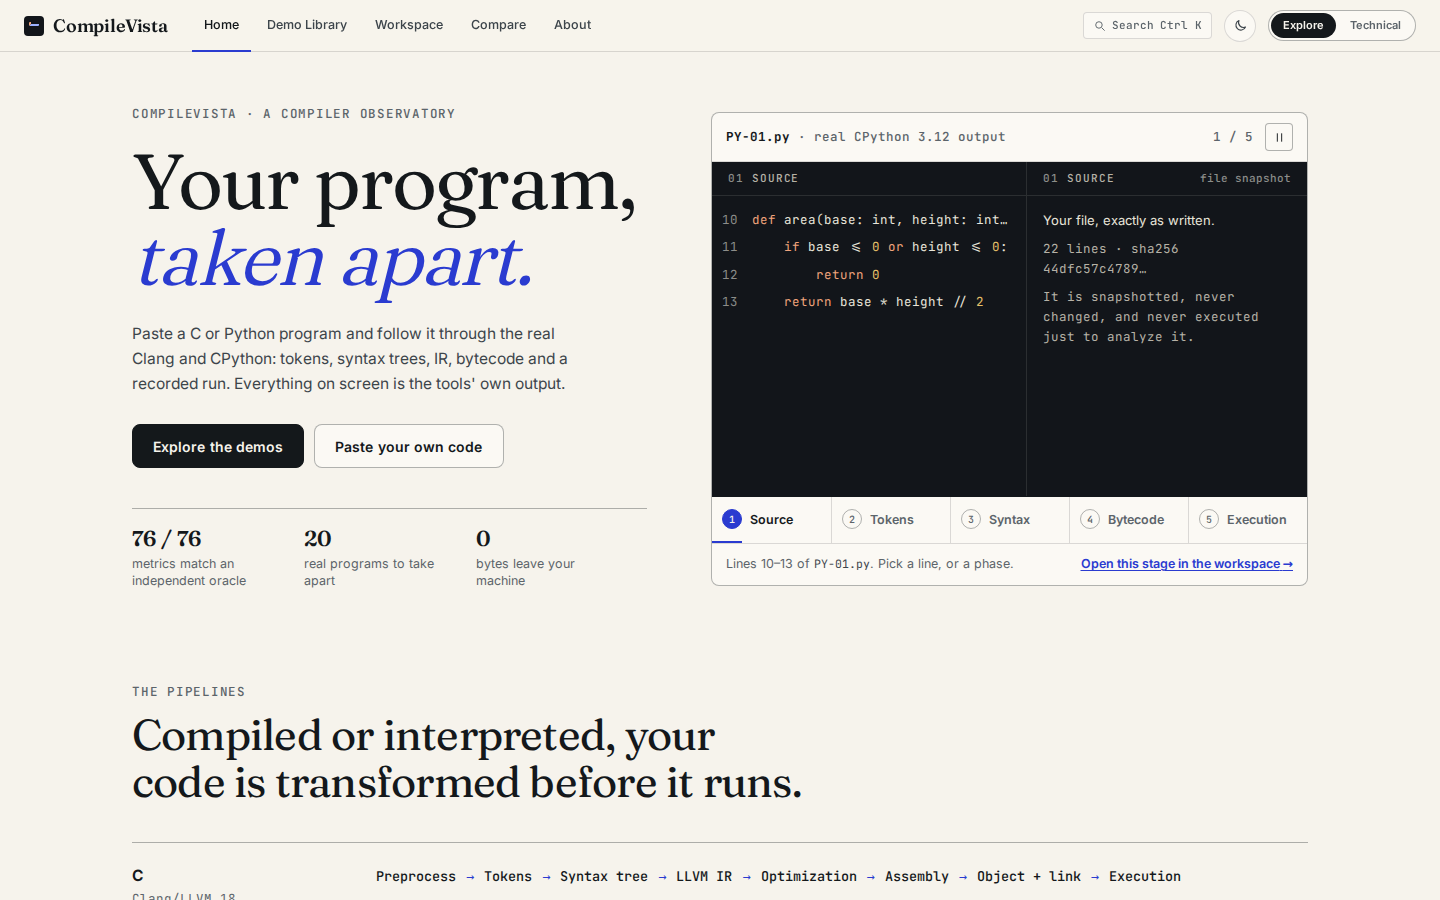 CompileVista
Home
Demo Library
Workspace
Compare
About
Search Ctrl K
Explore
Technical
COMPILEVISTA · A COMPILER OBSERVATORY
Your program,
taken apart.
Paste a C or Python program and follow it through the real
Clang and CPython: tokens, syntax trees, IR, bytecode and a
recorded run. Everything on screen is the tools' own output.
Explore the demos
Paste your own code
76 / 76
metrics match an
independent oracle
20
real programs to take
apart
0
bytes leave your
machine
PY-01.py · real CPython 3.12 output
1 / 5
01 SOURCE
10 def area(base: int, height: int…
11 if base <= 0 or height <= 0:
12 return 0
13 return base * height // 2
01 SOURCE
file snapshot
Your file, exactly as written.
22 lines · sha256
44dfc57c4789…
It is snapshotted, never
changed, and never executed
just to analyze it.
1 Source
2 Tokens
3 Syntax
4 Bytecode
5 Execution
Lines 10–13 of PY-01.py. Pick a line, or a phase.
Open this stage in the workspace →
THE PIPELINES
Compiled or interpreted, your
code is transformed before it runs.
C
Preprocess → Tokens → Syntax tree → LLVM IR → Optimization → Assembly → Object + link → Execution
Clang/LLVM 18